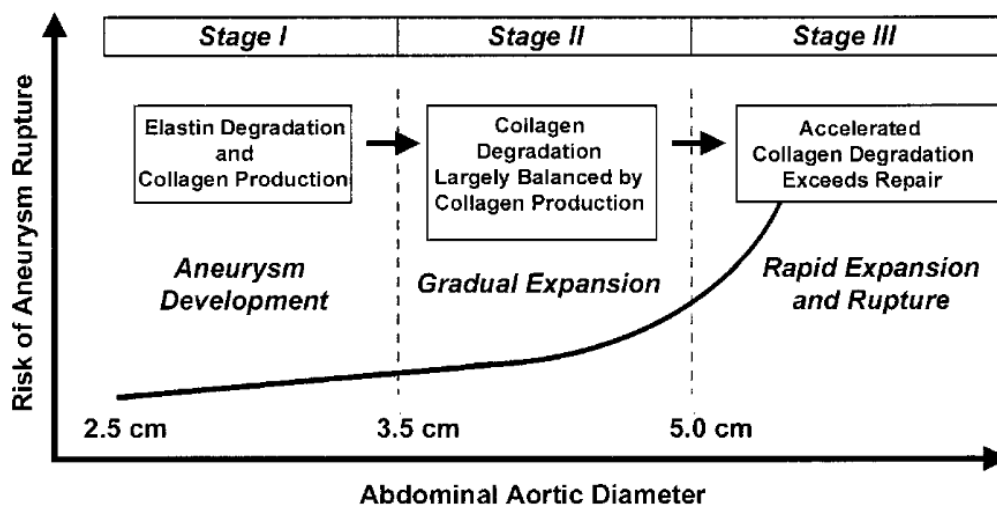 Stage I
Stage II
Stage III
Elastin Degradation
and
Collagen Production
Coilagen
Degradation
Largely Balanced by
Collagen Production
Accelerated
Collagen Degradation
Exceeds Repair
Aneurysm
Development
Gradual Expansion
Rapid Expansion
and Rupture
Risk of Aneurysm Rupture
2.5 cm
3.5 cm
5.0 cm
Abdominal Aortic Diameter